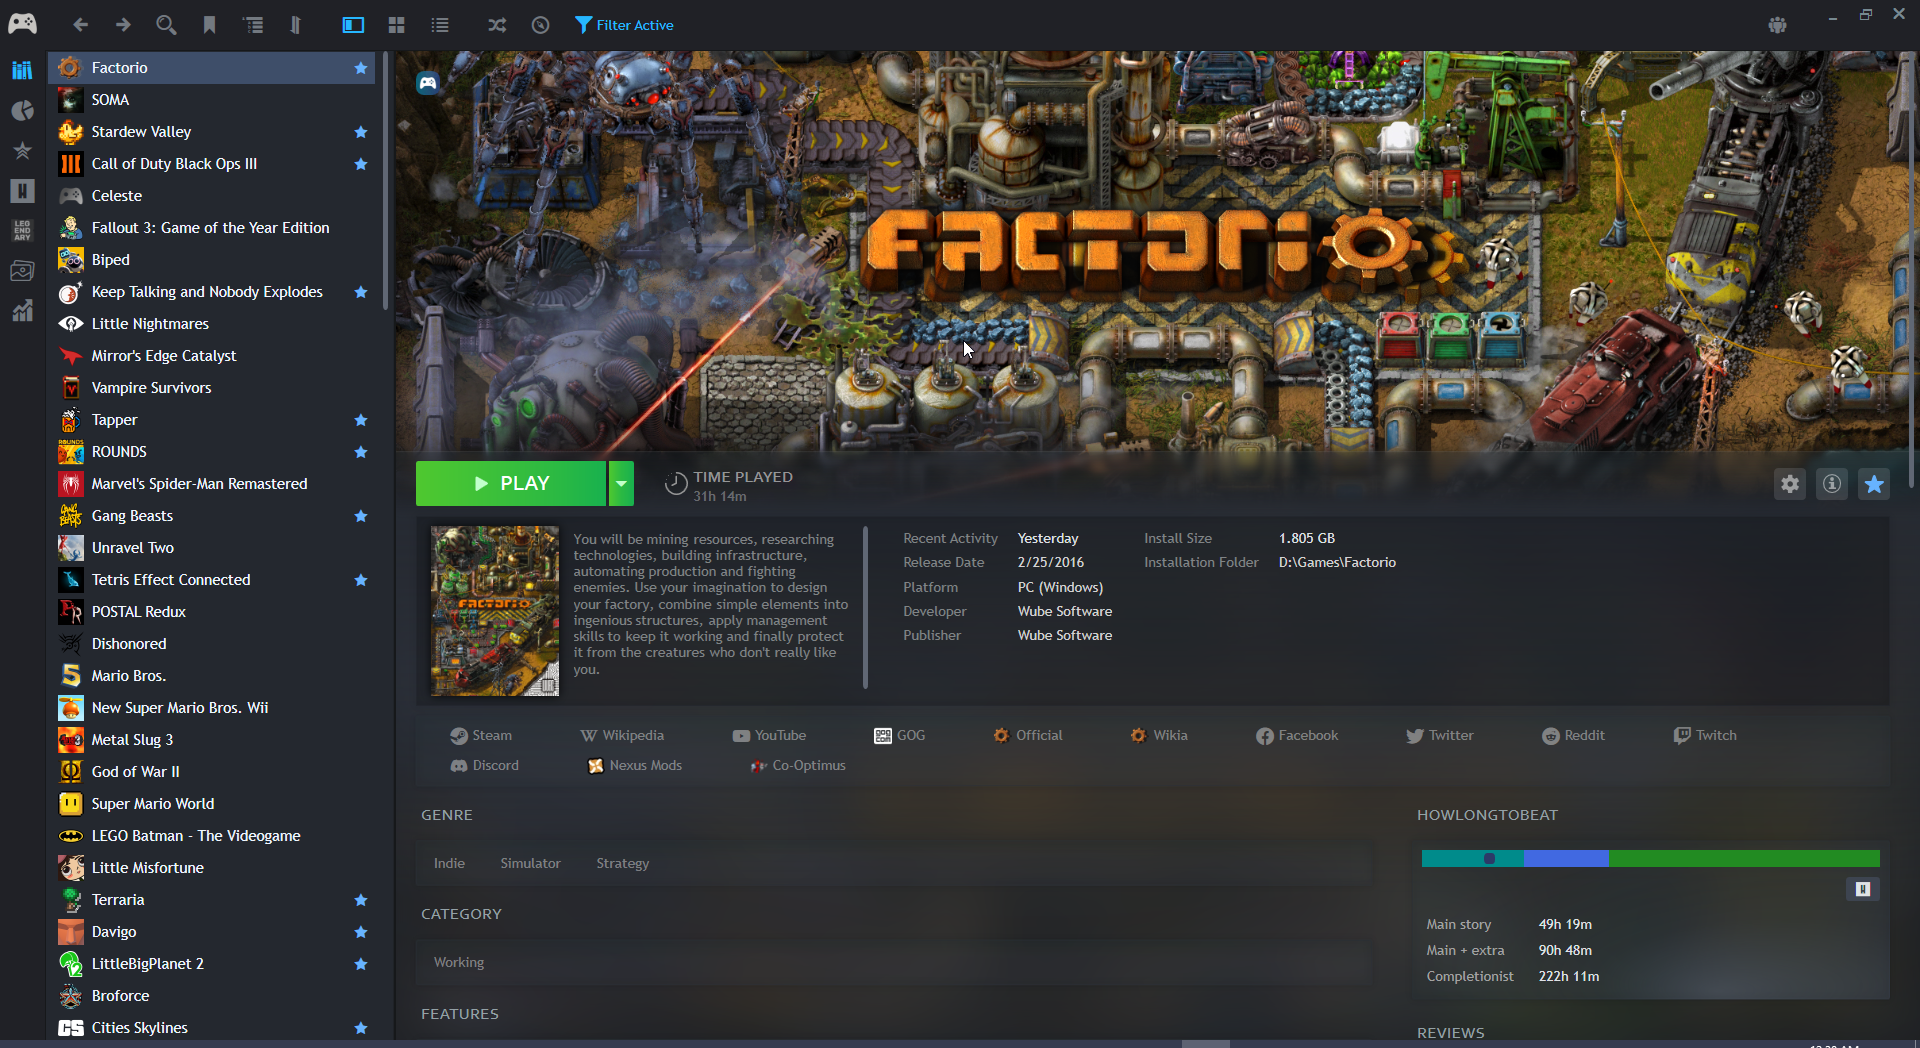 Filter Active
Factorio
SOMA
Stardew Valley
Call of Duty Black Ops III
Celeste
Fallout 3: Game of the Year Edition
Biped
Keep Talking and Nobody Explodes
Little Nightmares
Mirror's Edge Catalyst
Vampire Survivors
Tapper
ROUNDS
Marvel's Spider-Man Remastered
Gang Beasts
Unravel Two
Tetris Effect Connected
POSTAL Redux
Dishonored
Mario Bros.
New Super Mario Bros. Wii
Metal Slug 3
God of War II
Super Mario World
LEGO Batman - The Videogame
Little Misfortune
Terraria
Davigo
LittleBigPlanet 2
Broforce
Cities Skylines
LEG
END
ARY
FACTORIO
PLAY
TIME PLAYED
31h 14m
FACTORIO
You will be mining resources, researching
technologies, building infrastructure,
automating production and fighting
enemies. Use your imagination to design
your factory, combine simple elements into
ingenious structures, apply management
skills to keep it working and finally protect
it from the creatures who don't really like
you.
Recent Activity Yesterday
Release Date 2/25/2016
Platform PC (Windows)
Developer Wube Software
Publisher Wube Software
Install Size 1.805 GB
Installation Folder D:\Games\Factorio
Steam Wikipedia YouTube GOG Official Wikia Facebook Twitter Reddit Twitch
Discord Nexus Mods Co-Optimus
GENRE
Indie Simulator Strategy
CATEGORY
Working
FEATURES
HOWLONGTOBEAT
Main story 49h 19m
Main + extra 90h 48m
Completionist 222h 11m
REVIEWS